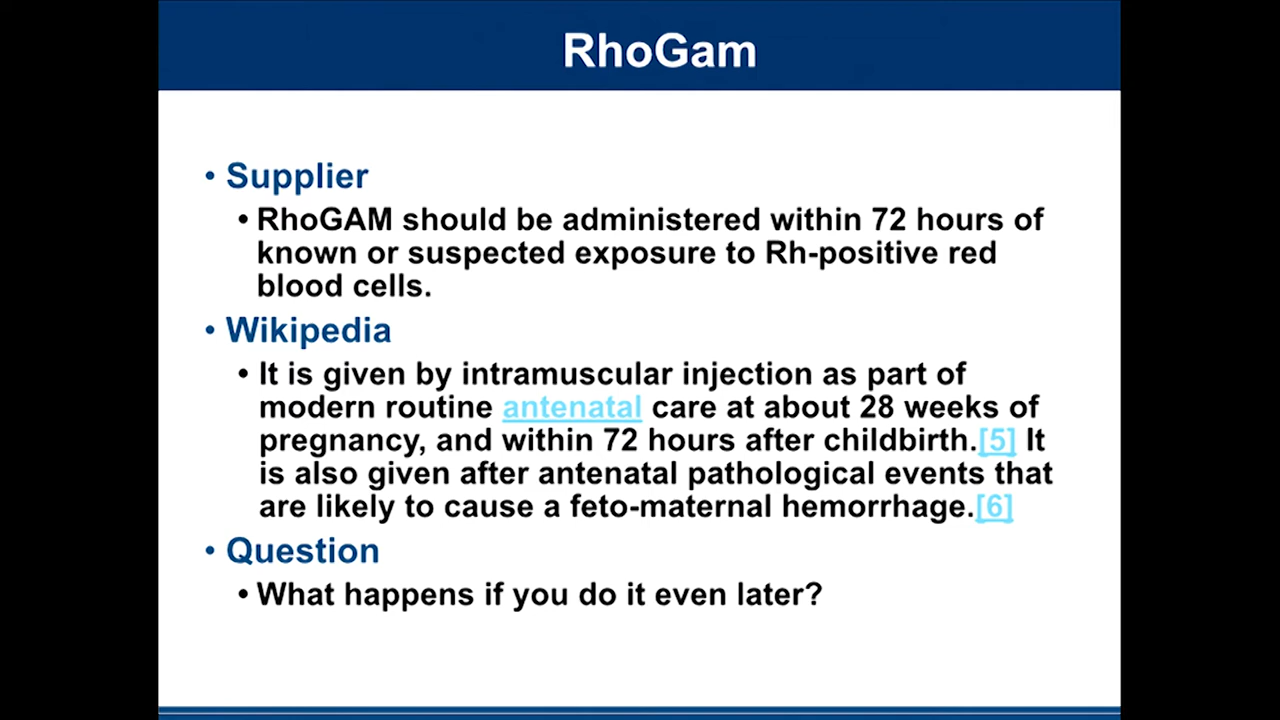 RhoGam
• Supplier
• RhoGAM should be administered within 72 hours of
known or suspected exposure to Rh-positive red
blood cells.
• Wikipedia
• It is given by intramuscular injection as part of
modern routine antenatal care at about 28 weeks of
pregnancy, and within 72 hours after childbirth.[5] It
is also given after antenatal pathological events that
are likely to cause a feto-maternal hemorrhage.[6]
• Question
• What happens if you do it even later?